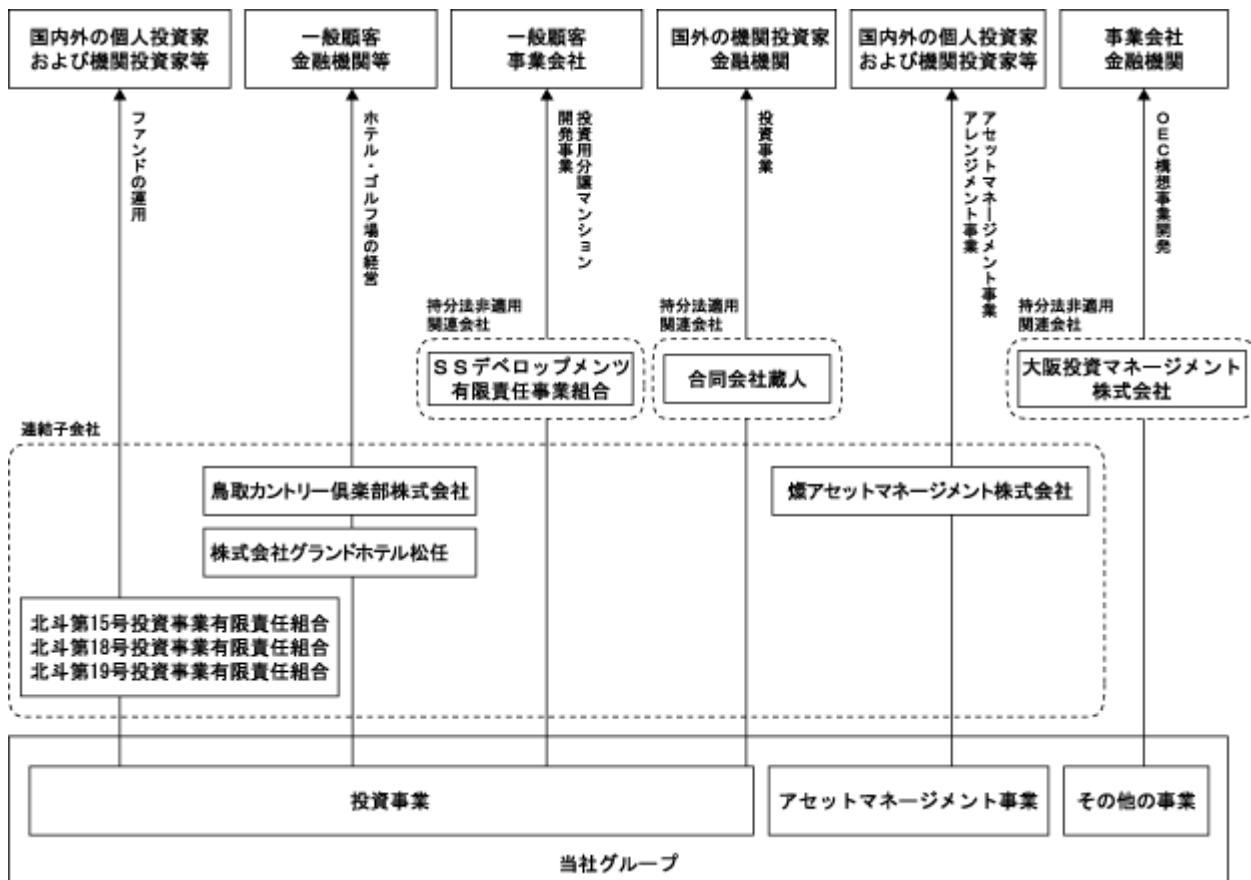 国内外の個人投資家
および機関投資家等
一般顧客
金融機関等
一般顧客
事業会社
国外の機関投資家
金融機関
国内外の個人投資家
および機関投資家等
事業会社
金融機関
ファンドの運用
ホテル・ゴルフ場の経営
投資用分譲マンション
開発事業
投資事業
アセットマネージメント事業
アレンジメント事業
OEC構想事業開発
持分法非適用
関連会社
持分法適用
関連会社
持分法非適用
関連会社
SSデベロップメンツ
有限責任事業組合
合同会社蔵人
大阪投資マネージメント
株式会社
連結子会社
鳥取カントリー倶楽部株式会社
燦アセットマネージメント株式会社
株式会社グランドホテル松任
北斗第15号投資事業有限責任組合
北斗第18号投資事業有限責任組合
北斗第19号投資事業有限責任組合
投資事業
アセットマネージメント事業
その他の事業
当社グループ